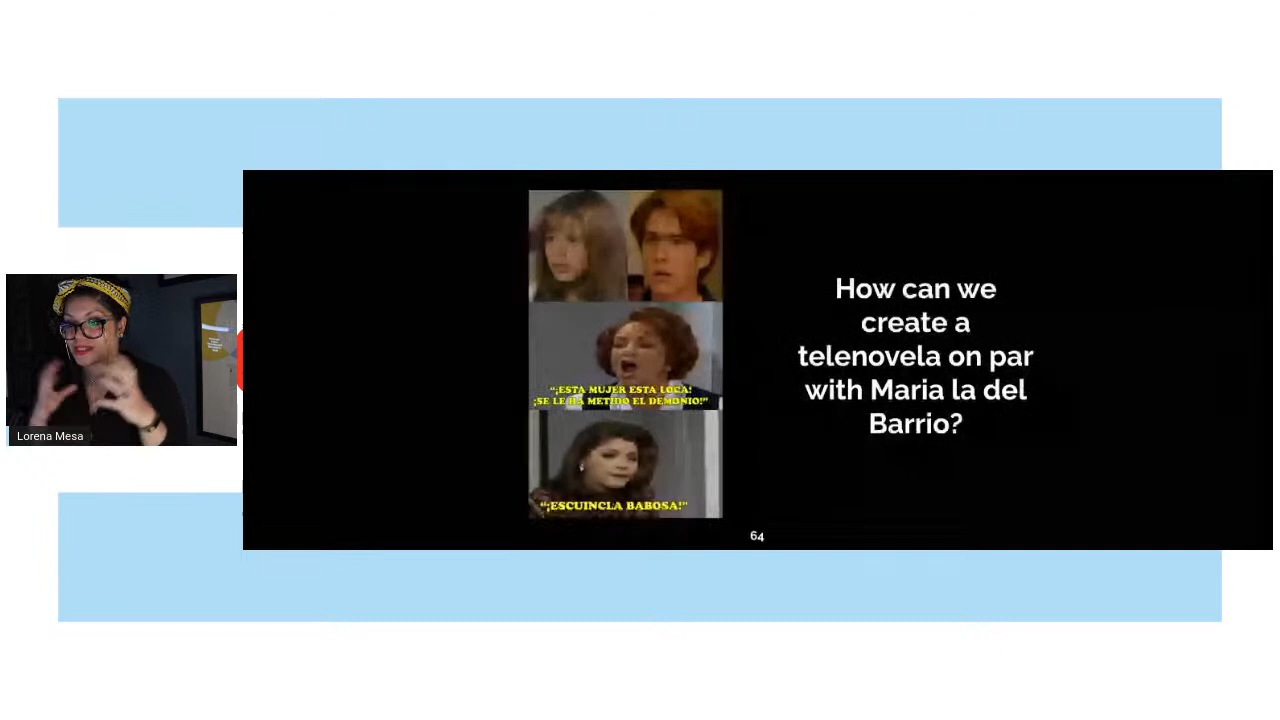 Lorena Mesa
“¡ESTA MUJER ESTA LOCA!
¡SE LE HA METIDO EL DEMONIO!”
“¡ESCUINCLA BABOSA!”
How can we
create a
telenovela on par
with Maria la del
Barrio?
64